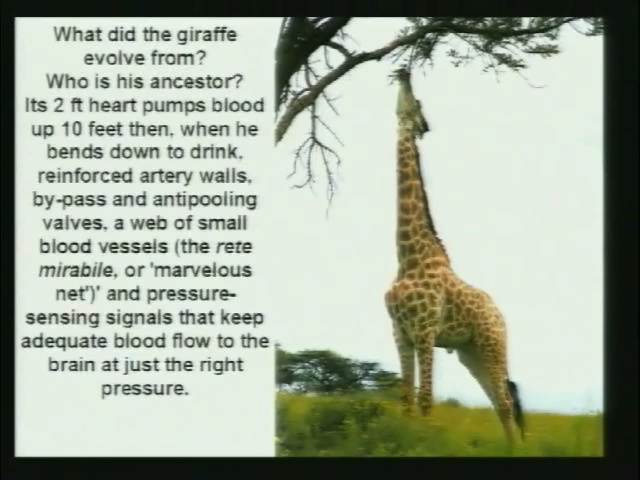 What did the giraffe
evolve from?
Who is his ancestor?
Its 2 ft heart pumps blood
up 10 feet then, when he
bends down to drink,
reinforced artery walls,
by-pass and antipooling
valves, a web of small
blood vessels (the rete
mirabile, or 'marvelous
net')' and pressure-
sensing signals that keep
adequate blood flow to the
brain at just the right
pressure.